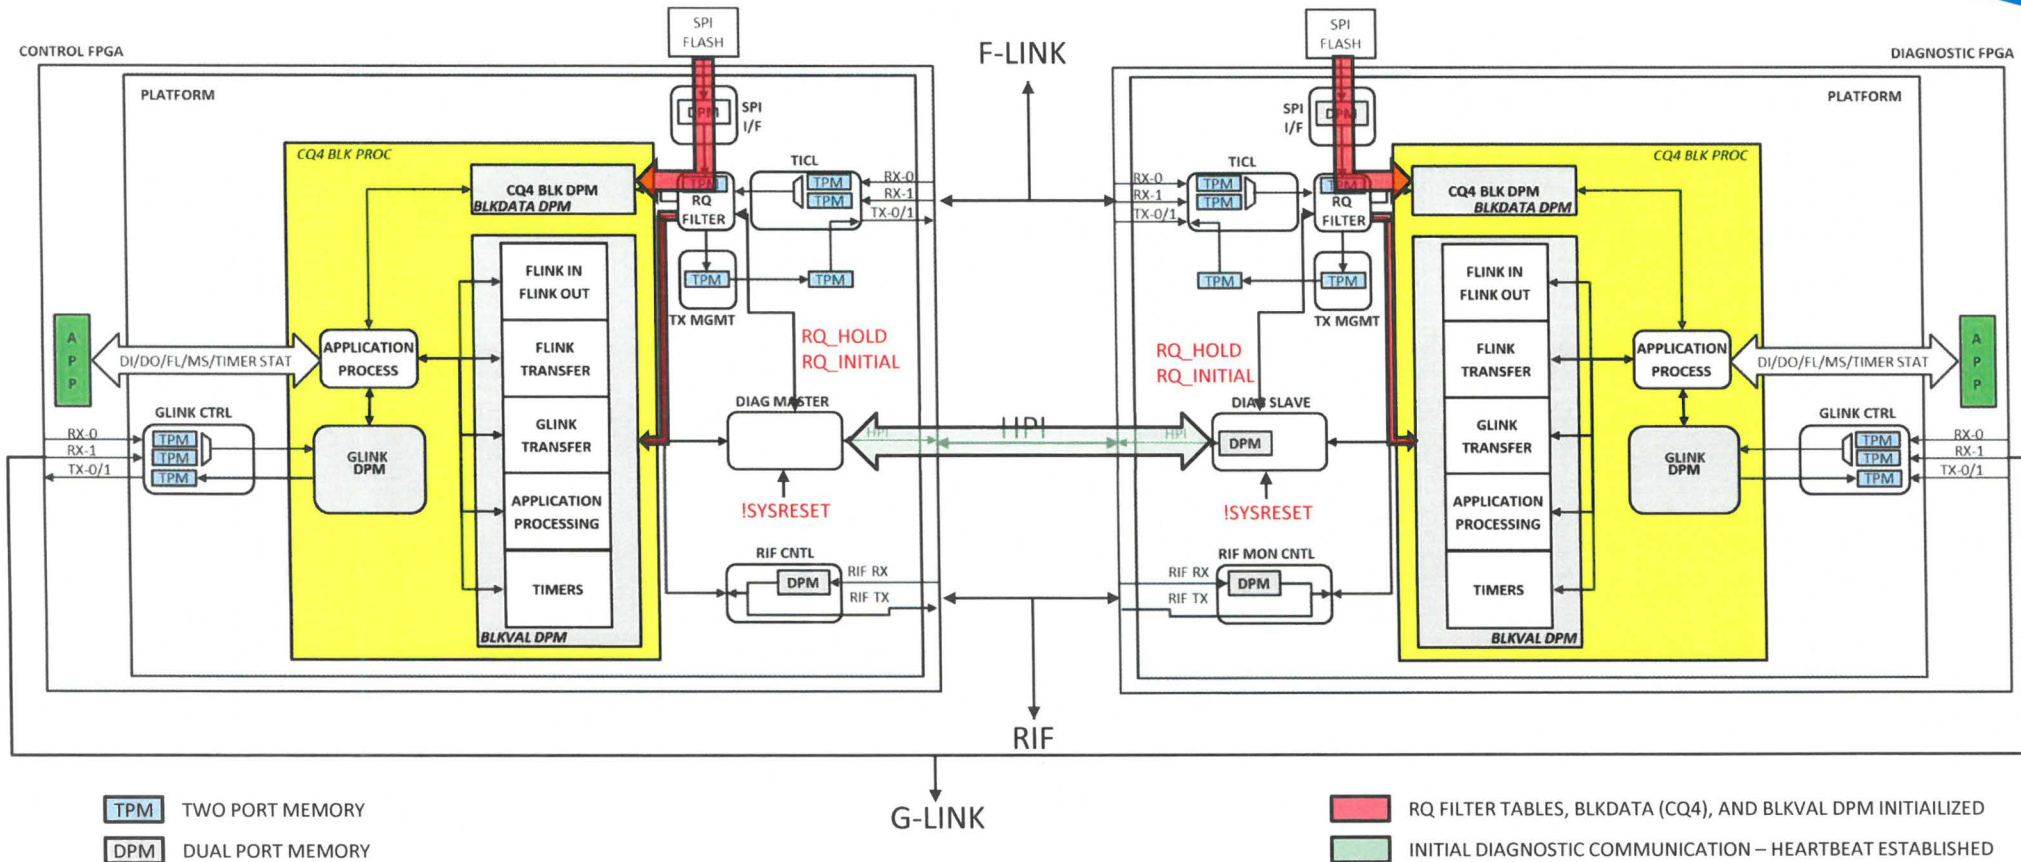 CONTROL FPGA
PLATFORM
CQ4 BLK PROC
SPI
FLASH
DPM
SPI
I/F
CQ4 BLK DPM
BLKDATA DPM
TPM
RQ
FILTER
TICL
TPM
TPM
RX-0
RX-1
TX-0/1
TPM
TX MGMT
TPM
FLINK IN
FLINK OUT
FLINK
TRANSFER
GLINK
TRANSFER
APPLICATION
PROCESSING
TIMERS
BLKVAL DPM
APPLICATION
PROCESS
GLINK
DPM
A
P
P
DI/DO/FL/MS/TIMER STAT
GLINK CTRL
RX-0
RX-1
TX-0/1
TPM
TPM
TPM
RQ_HOLD
RQ_INITIAL
DIAG MASTER
HPI
!SYSRESET
RIF CNTL
DPM
RIF RX
RIF TX
F-LINK
HPI
RIF
G-LINK
DIAGNOSTIC FPGA
PLATFORM
CQ4 BLK PROC
SPI
FLASH
SPI
I/F
DPM
TICL
RX-0
RX-1
TX-0/1
TPM
TPM
TPM
RQ
FILTER
TPM
TPM
TX MGMT
CQ4 BLK DPM
BLKDATA DPM
FLINK IN
FLINK OUT
FLINK
TRANSFER
GLINK
TRANSFER
APPLICATION
PROCESSING
TIMERS
BLKVAL DPM
APPLICATION
PROCESS
GLINK
DPM
DI/DO/FL/MS/TIMER STAT
A
P
P
GLINK CTRL
TPM
TPM
TPM
RX-0
RX-1
TX-0/1
RQ_HOLD
RQ_INITIAL
DIAG SLAVE
HPI
DPM
!SYSRESET
RIF MON CNTL
RIF RX
RIF TX
DPM
TPM TWO PORT MEMORY
DPM DUAL PORT MEMORY
RQ FILTER TABLES, BLKDATA (CQ4), AND BLKVAL DPM INITIAILIZED
INITIAL DIAGNOSTIC COMMUNICATION – HEARTBEAT ESTABLISHED